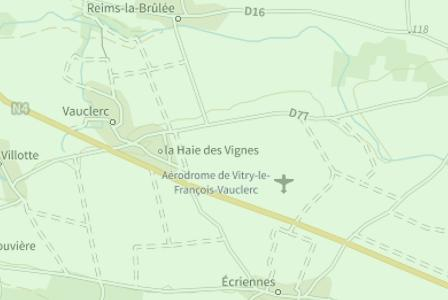 Reims-la-Brûlée
D16
118
N4
Vauclerc
D77
la Haie des Vignes
Villotte
Aérodrome de Vitry-le-
François-Vauclerc
ouvière
Écriennes